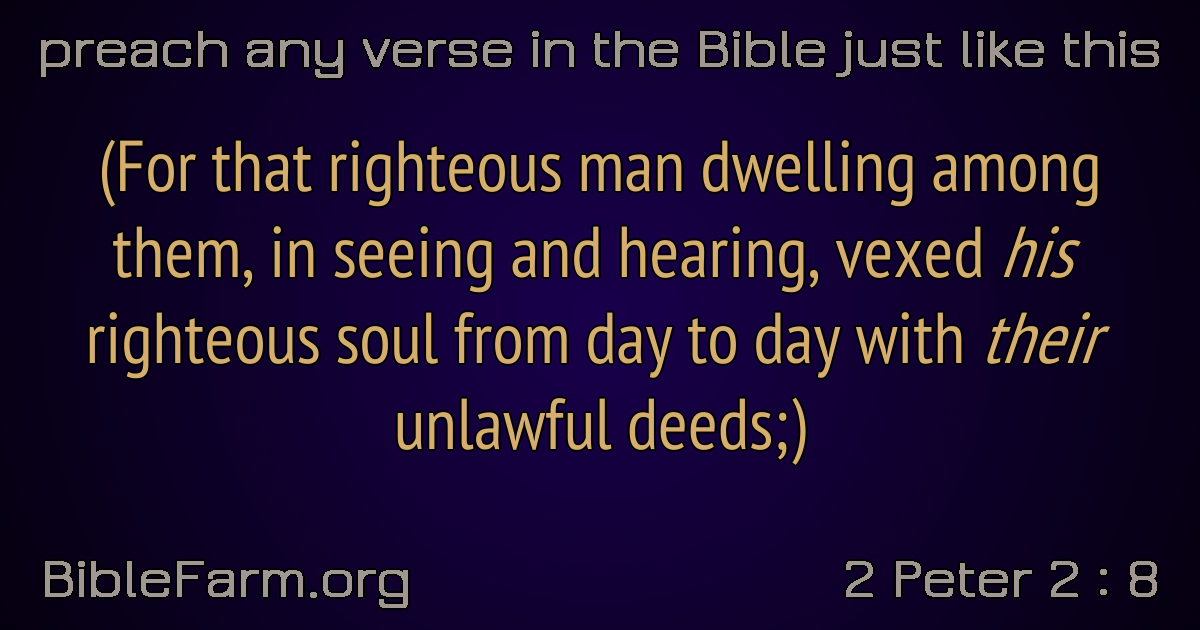 preach any verse in the Bible just like this
(For that righteous man dwelling among
them, in seeing and hearing, vexed his
righteous soul from day to day with their
unlawful deeds;)
BibleFarm.org
2 Peter 2 : 8